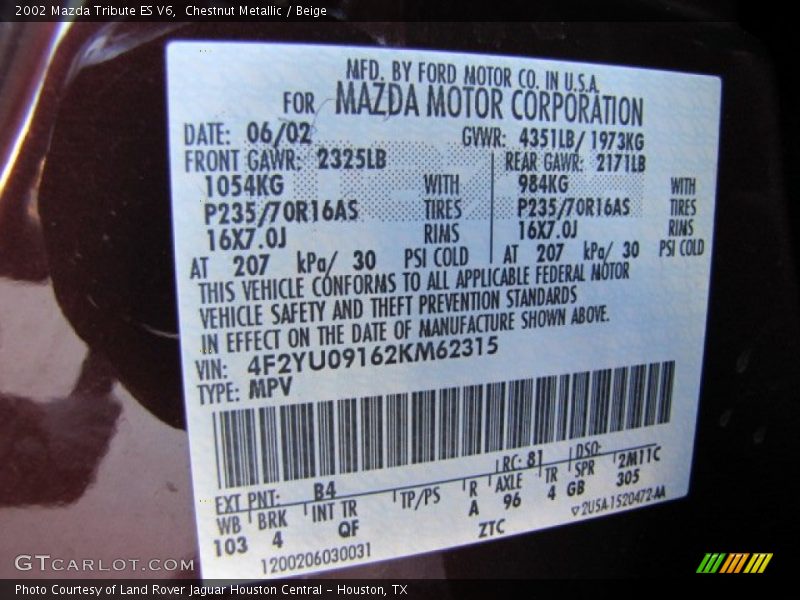 2002 Mazda Tribute ES V6,  Chestnut Metallic / Beige
MFD. BY FORD MOTOR CO. IN U.S.A.
FOR MAZDA MOTOR CORPORATION
DATE: 06/02 GVWR: 4351LB/ 1973KG
FRONT GAWR: 2325LB REAR GAWR: 2171LB
1054KG WITH 984KG WITH
P235/70R16AS TIRES P235/70R16AS TIRES
16X7.0J RIMS 16X7.0J RIMS
AT 207 kPa/ 30 PSI COLD AT 207 kPa/ 30 PSI COLD
THIS VEHICLE CONFORMS TO ALL APPLICABLE FEDERAL MOTOR
VEHICLE SAFETY AND THEFT PREVENTION STANDARDS
IN EFFECT ON THE DATE OF MANUFACTURE SHOWN ABOVE.
VIN: 4F2YU09162KM62315
TYPE: MPV
EXT PNT: B4 RC: 81 DSO:
WB BRK INT TR TP/PS R AXLE TR SPR 2M11C
103 4 QF A 96 4 GB 305
1200206030031 ZTC ▽2U5A-1520472-AA
GTCARLOT.COM
Photo Courtesy of Land Rover Jaguar Houston Central - Houston, TX